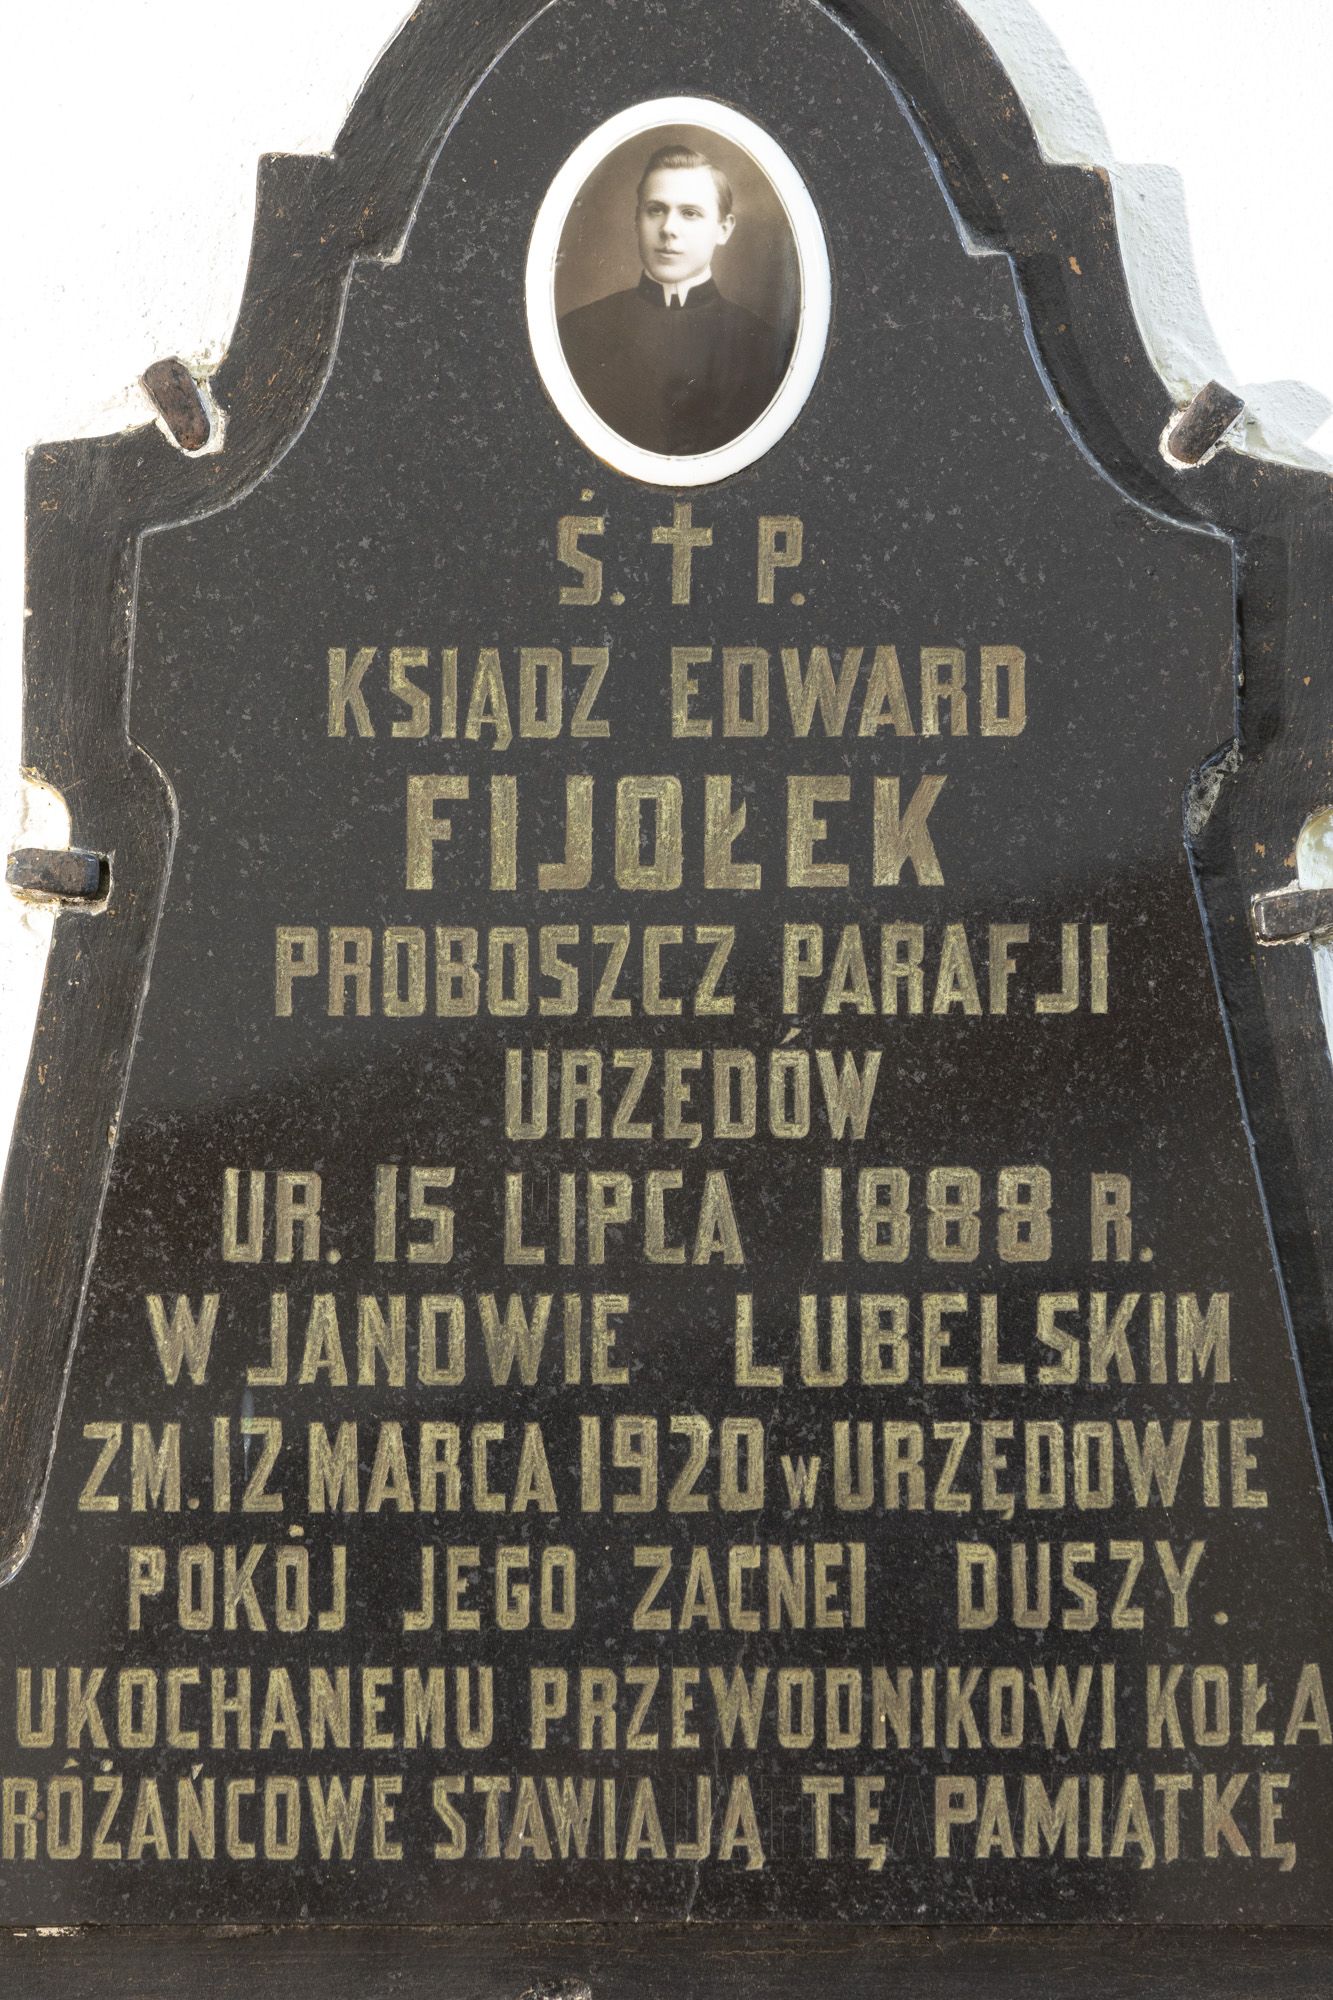 Ś. † P.
KSIĄDZ EDWARD
FIJOŁEK
PROBOSZCZ PARAFJI
URZĘDÓW
UR. 15 LIPCA 1888 R.
W JANOWIE LUBELSKIM
ZM. 12 MARCA 1920 W URZĘDOWIE
POKÓJ JEGO ZACNEI DUSZY.
UKOCHANEMU PRZEWODNIKOWI KOŁA
RÓŻAŃCOWE STAWIAJĄ TĘ PAMIĄTKĘ